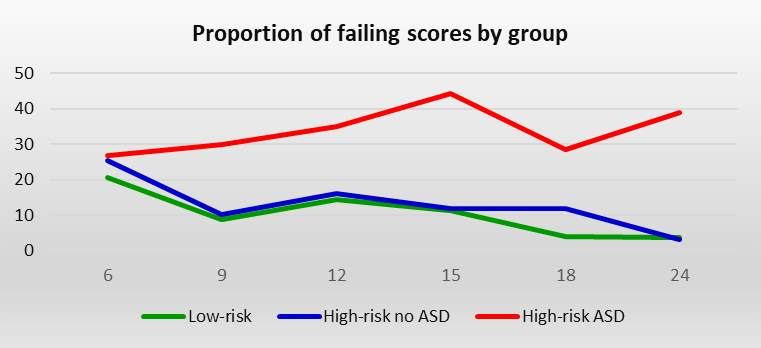 Proportion of failing scores by group
50
40
30
20
10
0
6 9 12 15 18 24
Low-risk High-risk no ASD High-risk ASD